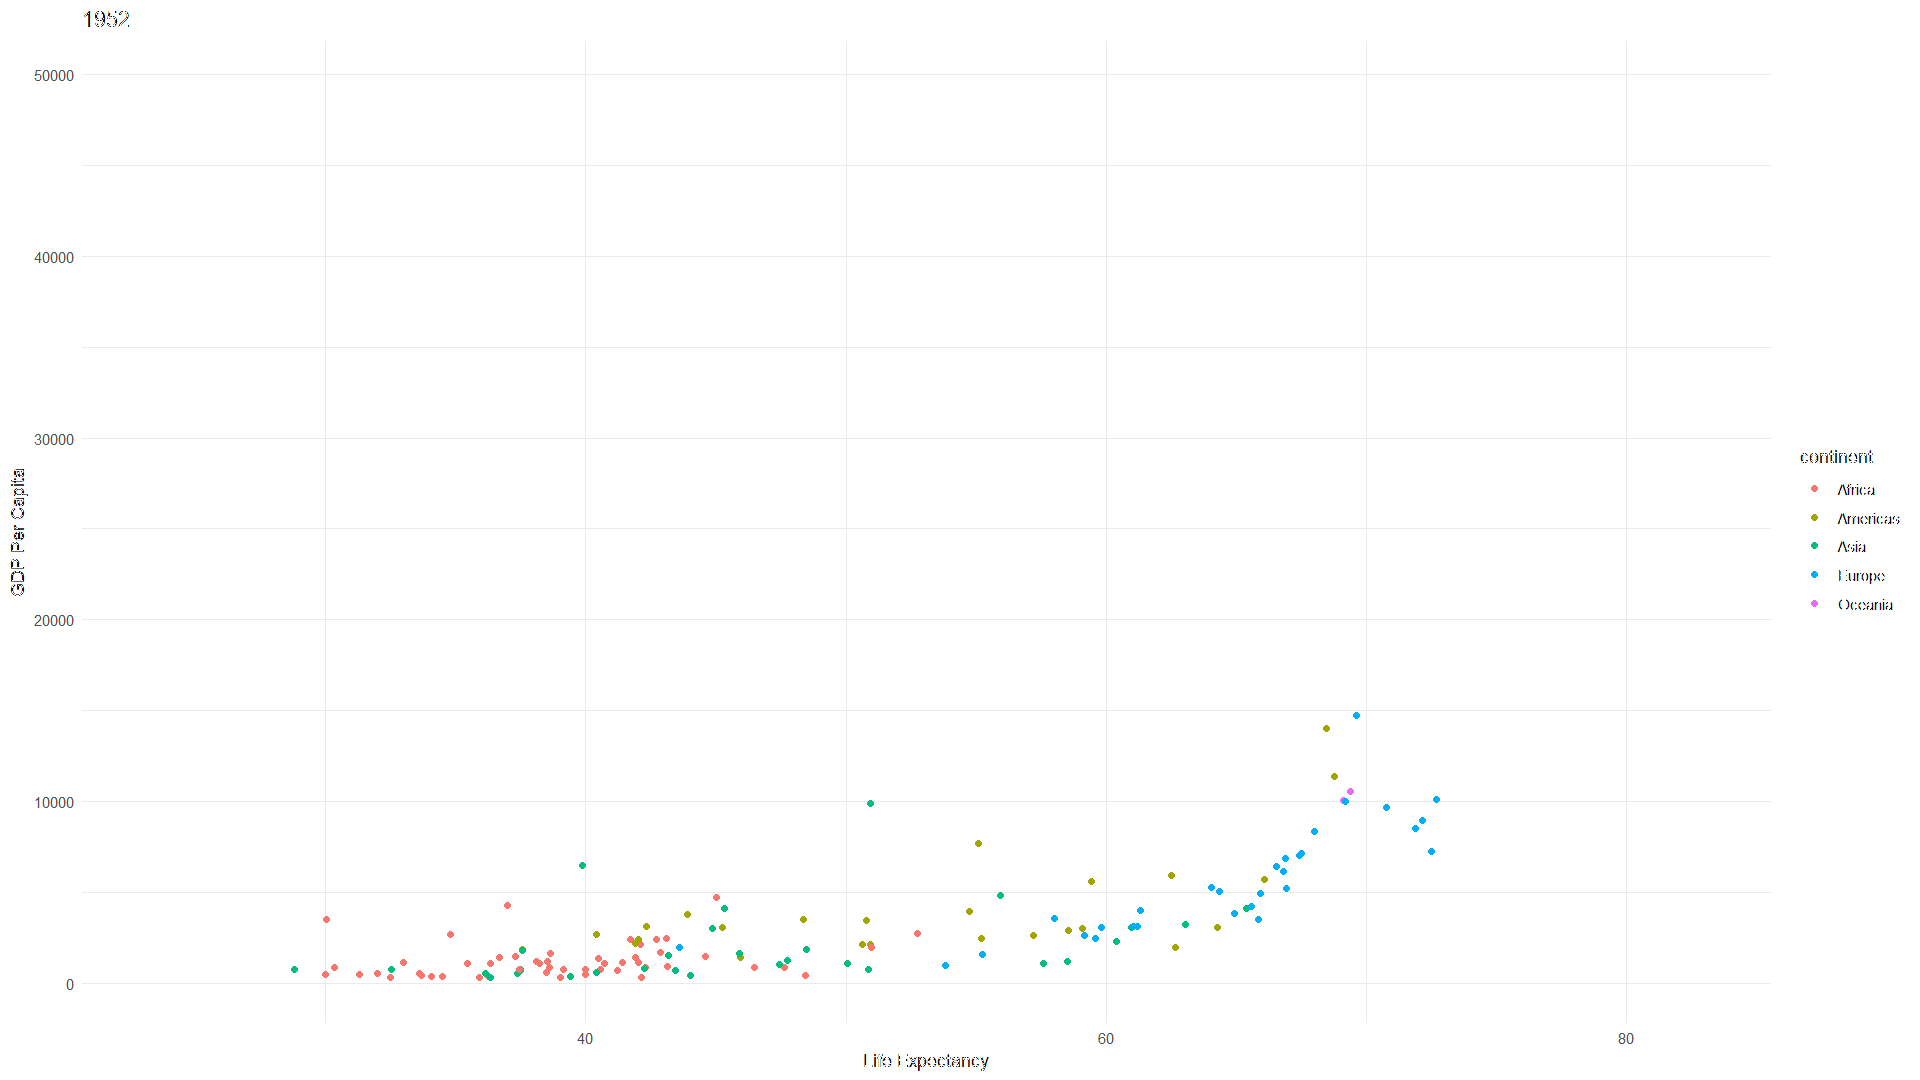 1952
50000
40000
30000
20000
10000
0
GDP Per Capita
40 60 80
Life Expectancy
continent
Africa
Americas
Asia
Europe
Oceania